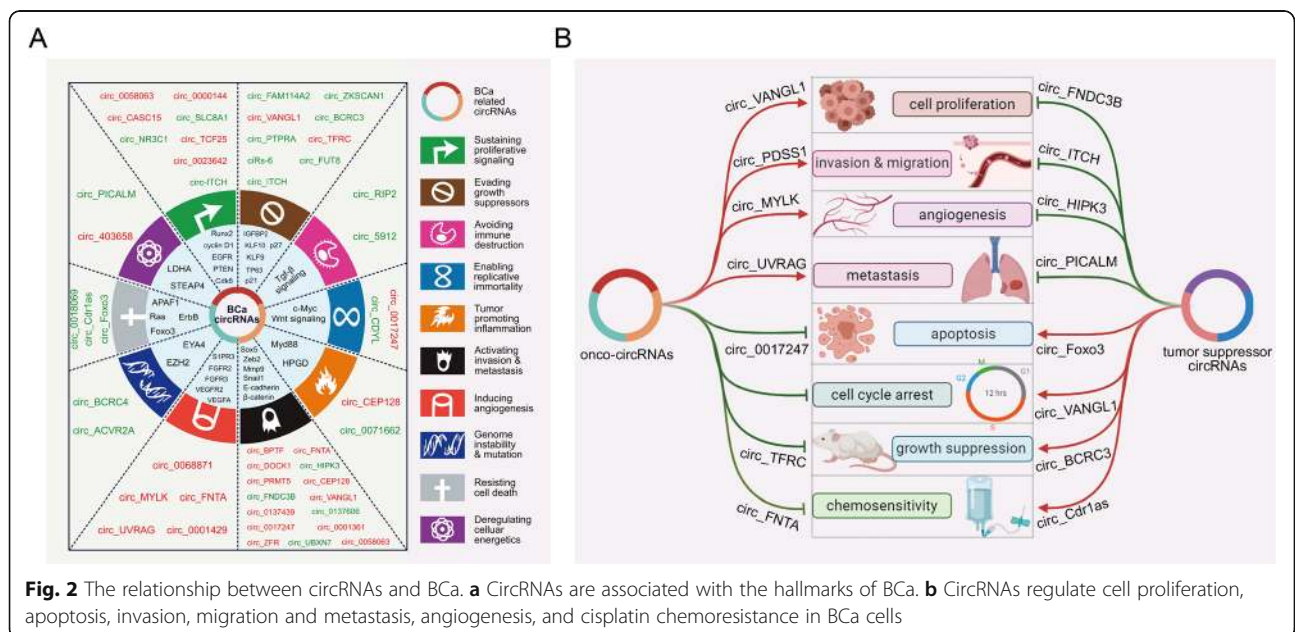 A
circ_0058063 circ_0000144
circ_CASC15 circ_SLC8A1
circ_NR3C1 circ_TCF25
circ_0023642
circ-ITCH
circ_FAM114A2 circ_ZKSCAN1
circ_VANGL1 circ_BCRC3
circ_PTPRA circ_TFRC
ciRs-6 circ_FUT8
circ_ITCH
circ_PICALM
circ_403658
circ_RIP2
circ_5912
circ_0018069
circ_Cdr1as
circ_Foxo3
circ_CDYL
circ_0017247
circ_BCRC4
circ_ACVR2A
circ_CEP128
circ_0071662
circ_0068871
circ_MYLK circ_FNTA
circ_UVRAG circ_0001429
circ_BPTF circ_FNTA
circ_DOCK1 circ_HIPK3
circ_PRMT5 circ_CEP128
circ_FNDC3B circ_VANGL1
circ_0137439 circ_0137606
circ_0017247 circ_0001361
circ_ZFR circ_UBXN7 circ_0058063
Runx2
cyclin D1
EGFR
PTEN
Cdk6
IGFBP2
KLF10 p27
KLF9
TP63
p21
Tgf-β
signaling
LDHA
STEAP4
APAF1
Ras ErbB
Foxo3
c-Myc
Wnt signaling
EYA4
EZH2
S1PR3
FGFR2
FGFR3
VEGFR2
VEGFA
Sox5
Zeb2
Mmp9
Snail1
E-cadherin
β-catenin
Myd88
HPGD
BCa
circRNAs
BCa
related
circRNAs
Sustaining
proliferative
signaling
Evading
growth
suppressors
Avoiding
immune
destruction
Enabling
replicative
immortality
Tumor
promoting
inflammation
Activating
invasion &
metastasis
Inducing
angiogenesis
Genome
instability
& mutation
Resisting
cell death
Deregulating
celluar
energetics
B
circ_VANGL1
circ_PDSS1
circ_MYLK
circ_UVRAG
circ_0017247
circ_TFRC
circ_FNTA
onco-circRNAs
cell proliferation
invasion & migration
angiogenesis
metastasis
apoptosis
cell cycle arrest
M
G1
G2
12 hrs
S
growth suppression
chemosensitivity
circ_FNDC3B
circ_ITCH
circ_HIPK3
circ_PICALM
circ_Foxo3
circ_VANGL1
circ_BCRC3
circ_Cdr1as
tumor suppressor
circRNAs
Fig. 2 The relationship between circRNAs and BCa. a CircRNAs are associated with the hallmarks of BCa. b CircRNAs regulate cell proliferation,
apoptosis, invasion, migration and metastasis, angiogenesis, and cisplatin chemoresistance in BCa cells